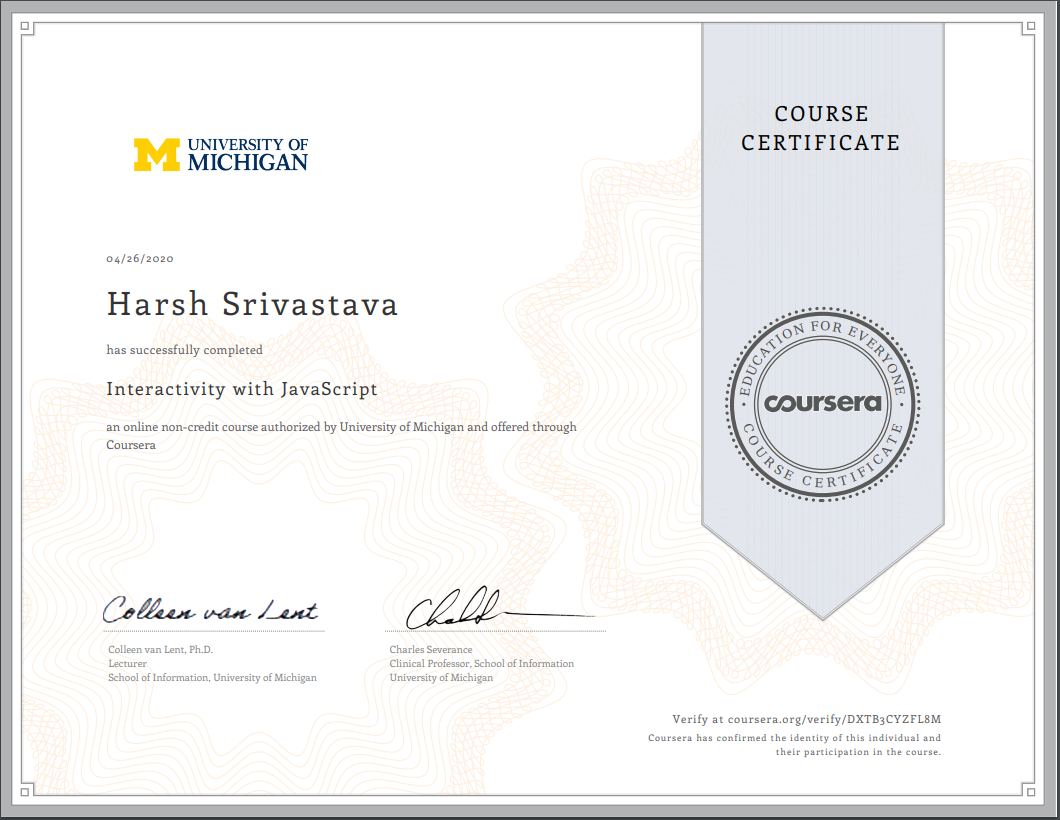 COURSE
CERTIFICATE
M UNIVERSITY OF
MICHIGAN
04/26/2020
Harsh Srivastava
has successfully completed
Interactivity with JavaScript
an online non-credit course authorized by University of Michigan and offered through
Coursera
EDUCATION FOR EVERYONE
coursera
COURSE CERTIFICATE
Colleen van Lent
Colleen van Lent, Ph.D.
Lecturer
School of Information, University of Michigan
Charles Severance
Clinical Professor, School of Information
University of Michigan
Verify at coursera.org/verify/DXTB3CYZFL8M
Coursera has confirmed the identity of this individual and
their participation in the course.